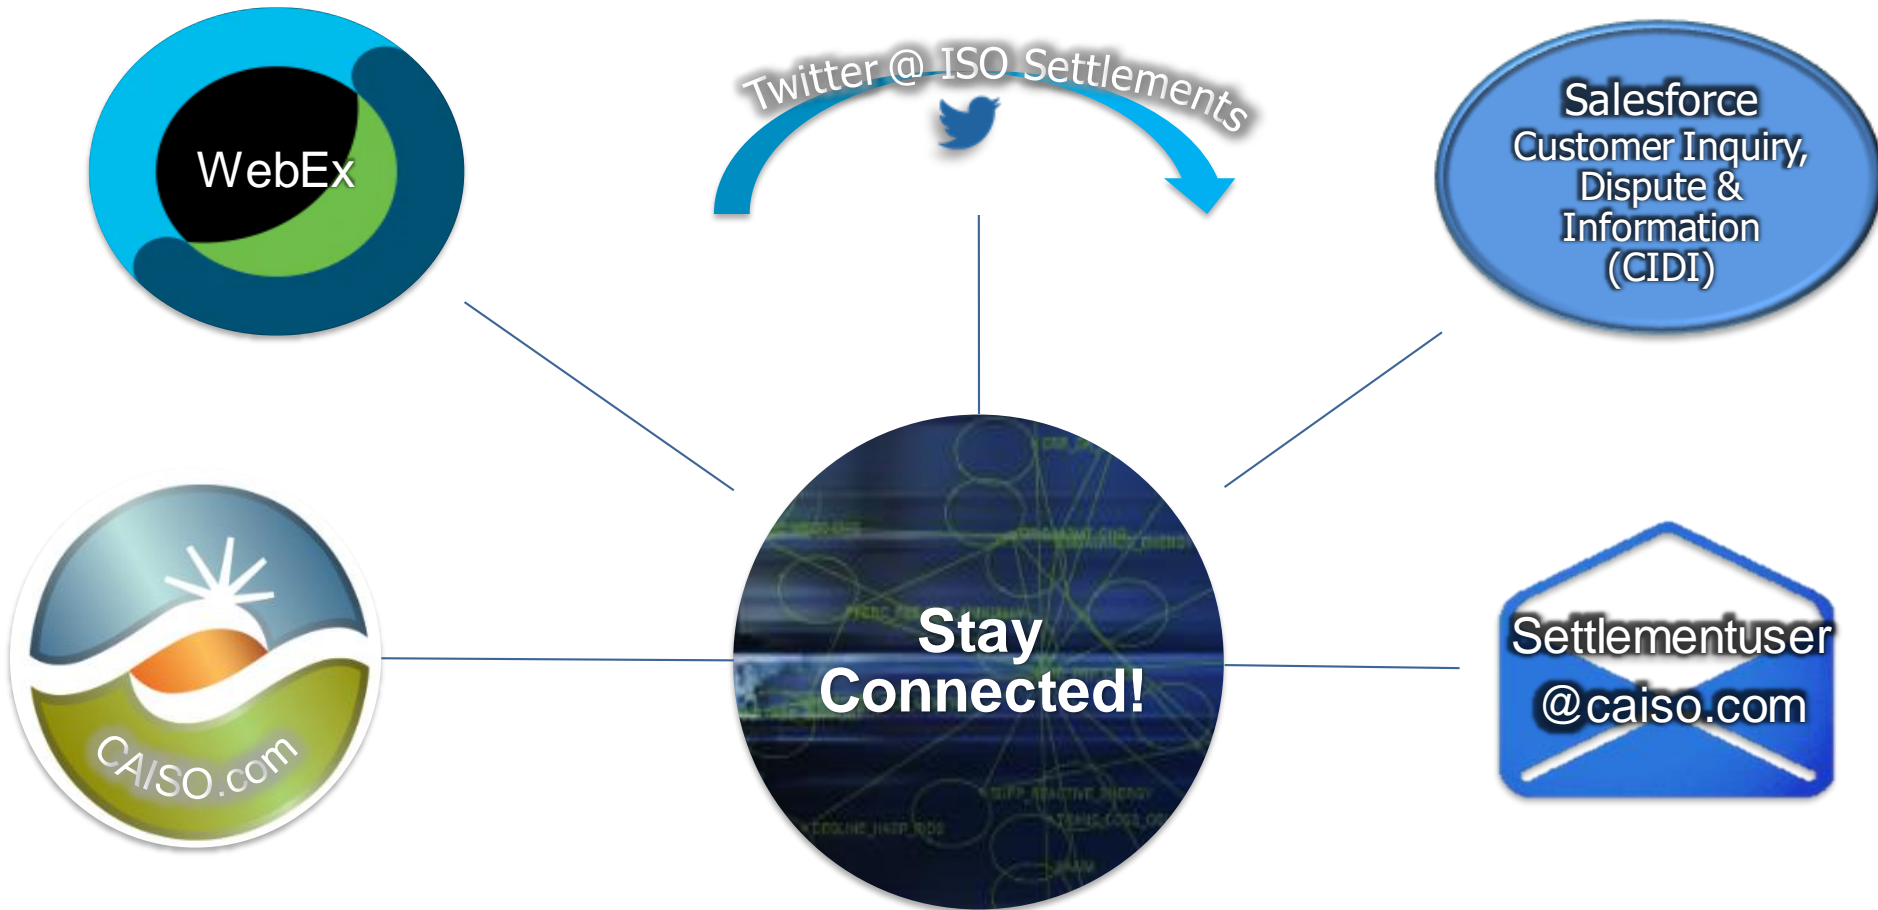 WebEx
Twitter @ ISO Settlements
Salesforce
Customer Inquiry,
Dispute &
Information
(CIDI)
CAISO.com
Stay
Connected!
Settlementuser
@caiso.com